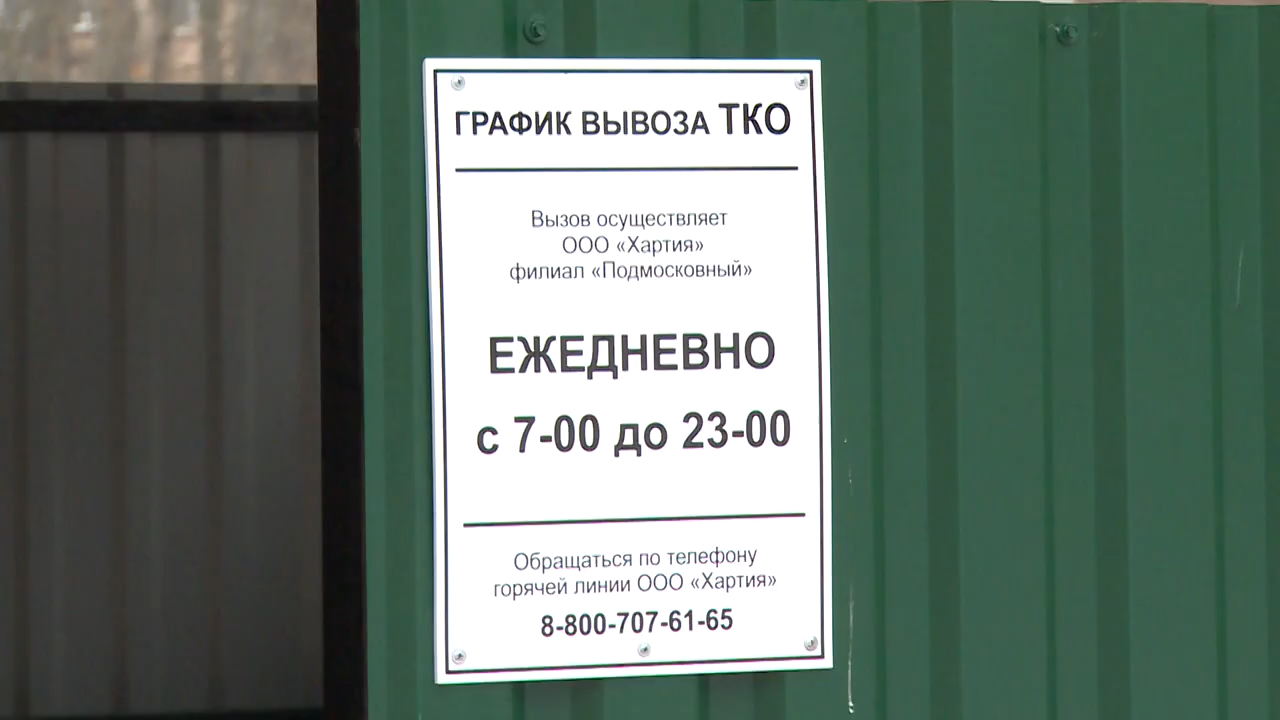 ГРАФИК ВЫВОЗА ТКО
Вызов осуществляет
ООО «Хартия»
филиал «Подмосковный»
ЕЖЕДНЕВНО
с 7-00 до 23-00
Обращаться по телефону
горячей линии ООО «Хартия»
8-800-707-61-65